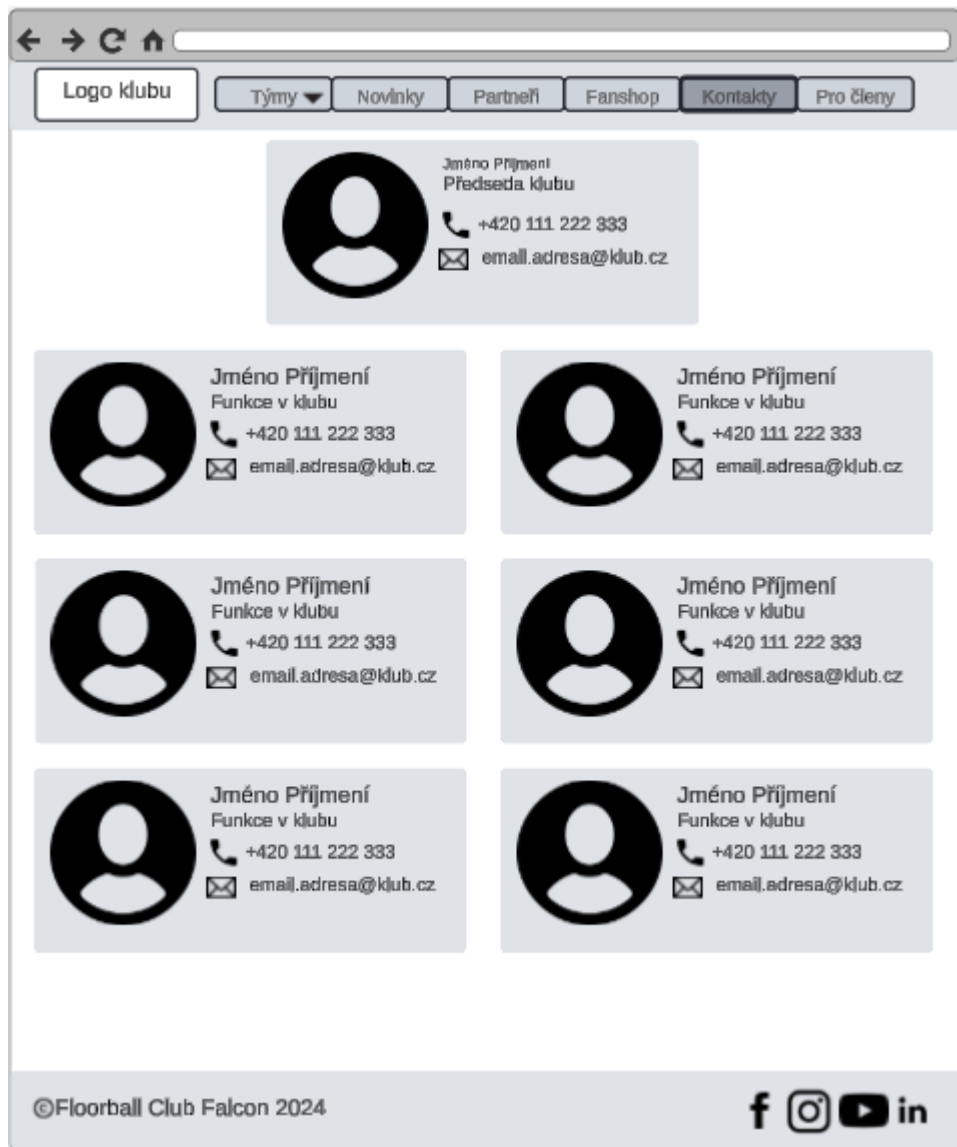 Logo klubu
Týmy Novinky Partneři Fanshop Kontakty Pro členy
Jméno Příjmení
Předseda klubu
+420 111 222 333
email.adresa@klub.cz
Jméno Příjmení
Funkce v klubu
+420 111 222 333
email.adresa@klub.cz
Jméno Příjmení
Funkce v klubu
+420 111 222 333
email.adresa@klub.cz
Jméno Příjmení
Funkce v klubu
+420 111 222 333
email.adresa@klub.cz
Jméno Příjmení
Funkce v klubu
+420 111 222 333
email.adresa@klub.cz
Jméno Příjmení
Funkce v klubu
+420 111 222 333
email.adresa@klub.cz
Jméno Příjmení
Funkce v klubu
+420 111 222 333
email.adresa@klub.cz
©Floorball Club Falcon 2024